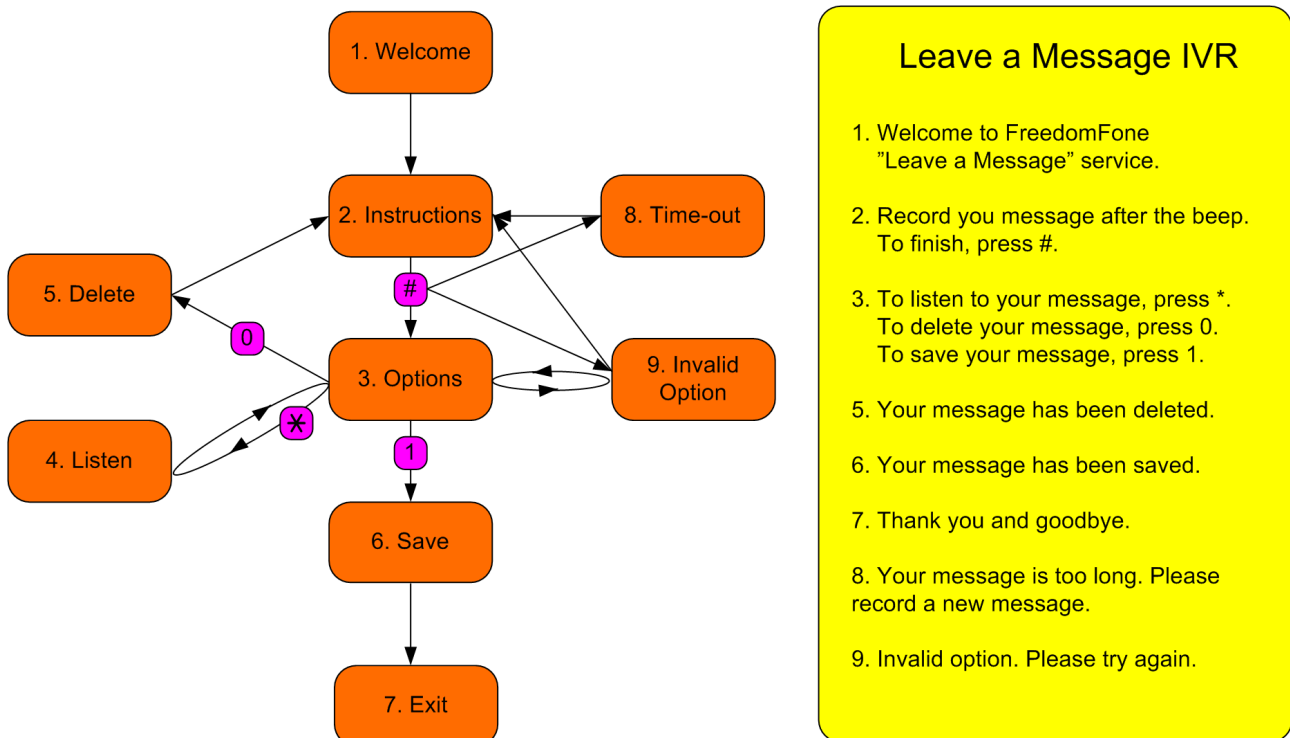 1. Welcome
2. Instructions
8. Time-out
5. Delete
#
0
3. Options
9. Invalid
Option
*
4. Listen
1
6. Save
7. Exit
Leave a Message IVR
1. Welcome to FreedomFone
"Leave a Message" service.
2. Record you message after the beep.
To finish, press #.
3. To listen to your message, press *.
To delete your message, press 0.
To save your message, press 1.
5. Your message has been deleted.
6. Your message has been saved.
7. Thank you and goodbye.
8. Your message is too long. Please
record a new message.
9. Invalid option. Please try again.